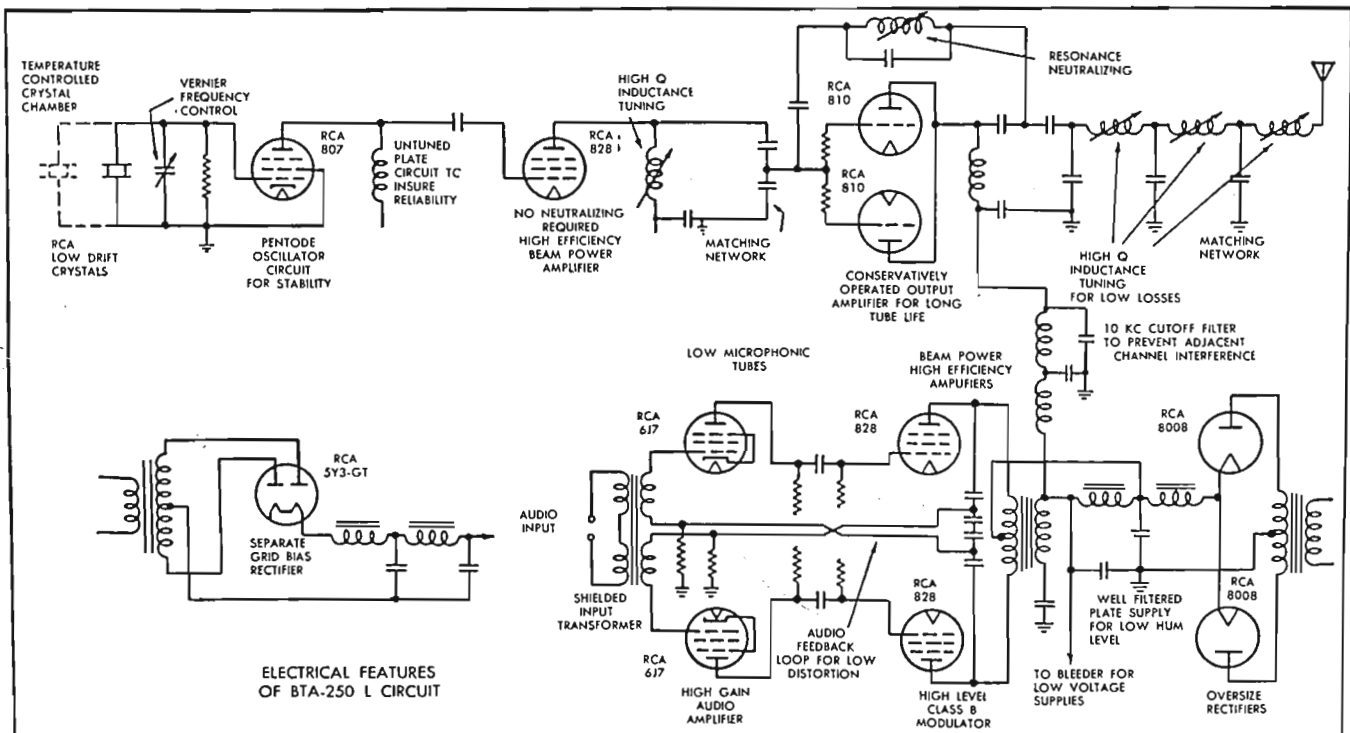 TEMPERATURE
CONTROLLED
CRYSTAL
CHAMBER
VERNIER
FREQUENCY
CONTROL
RCA
LOW DRIFT
CRYSTALS
RCA
807
PENTODE
OSCILLATOR
CIRCUIT
FOR STABILITY
UNTUNED
PLATE
CIRCUIT TC
INSURE
RELIABILITY
HIGH Q
INDUCTANCE
TUNING
RCA
828
NO NEUTRALIZING
REQUIRED
HIGH EFFICIENCY
BEAM POWER
AMPLIFIER
MATCHING
NETWORK
RCA
810
RCA
810
CONSERVATIVELY
OPERATED OUTPUT
AMPLIFIER FOR LONG
TUBE LIFE
RESONANCE
NEUTRALIZING
HIGH Q
INDUCTANCE
TUNING
FOR LOW LOSSES
MATCHING
NETWORK
10 KC CUTOFF FILTER
TO PREVENT ADJACENT
CHANNEL INTERFERENCE
RCA
5Y3-GT
SEPARATE
GRID BIAS
RECTIFIER
ELECTRICAL FEATURES
OF BTA-250 L CIRCUIT
LOW MICROPHONIC
TUBES
RCA
6J7
AUDIO
INPUT
SHIELDED
INPUT
TRANSFORMER
RCA
6J7
HIGH GAIN
AUDIO
AMPLIFIER
AUDIO
FEEDBACK
LOOP FOR LOW
DISTORTION
BEAM POWER
HIGH EFFICIENCY
AMPUFIERS
RCA
828
RCA
828
HIGH LEVEL
CLASS B
MODULATOR
RCA
8008
WELL FILTERED
PLATE SUPPLY
FOR LOW HUM
LEVEL
TO BLEEDER FOR
LOW VOLTAGE
SUPPLIES
RCA
8008
OVERSIZE
RECTIFIERS